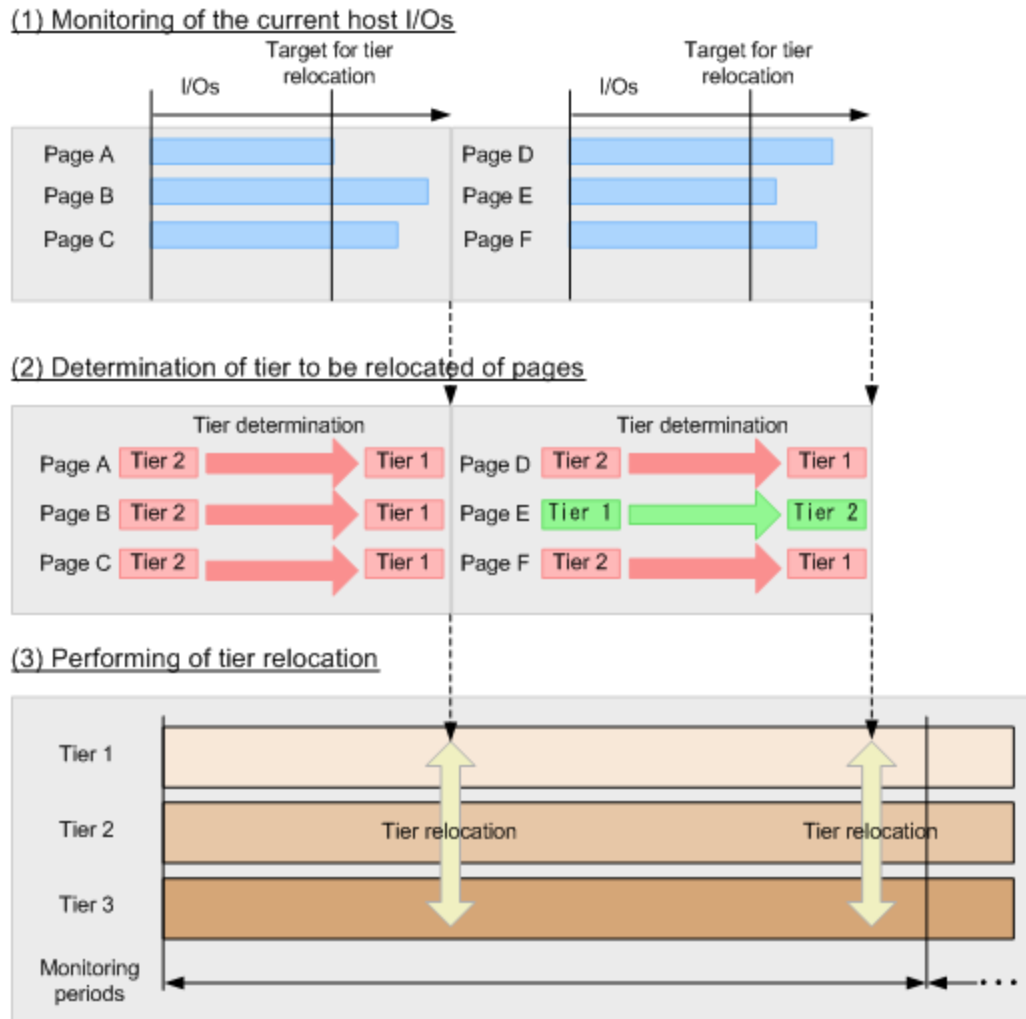 (1) Monitoring of the current host I/Os
Target for tier
relocation
I/Os
Target for tier
relocation
I/Os
Page A
Page B
Page C
Page D
Page E
Page F
(2) Determination of tier to be relocated of pages
Tier determination
Page A Tier 2 Tier 1
Page B Tier 2 Tier 1
Page C Tier 2 Tier 1
Tier determination
Page D Tier 2 Tier 1
Page E Tier 1 Tier 2
Page F Tier 2 Tier 1
(3) Performing of tier relocation
Tier 1
Tier 2
Tier relocation
Tier relocation
Tier 3
Monitoring
periods
...